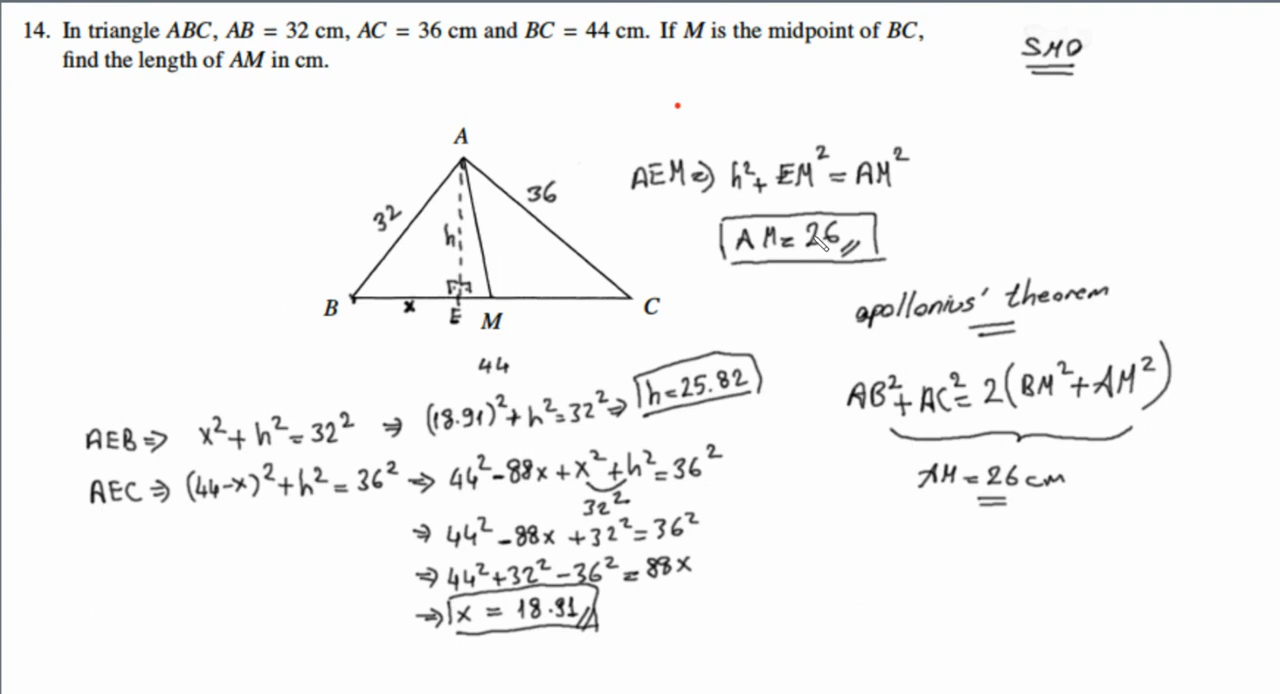 14. In triangle ABC, AB = 32 cm, AC = 36 cm and BC = 44 cm. If M is the midpoint of BC,
find the length of AM in cm.
SMO
A
32
36
h
B
x
E
M
C
44
AEM ⇒ h² + EM² = AM²
AM = 26
apollonius' theorem
AB² + AC² = 2(BM² + AM²)
AM = 26 cm
AEB ⇒ x² + h² = 32² ⇒ (18.91)² + h² = 32² ⇒ h = 25.82
AEC ⇒ (44-x)² + h² = 36² ⇒ 44² - 88x + x² + h² = 36²
32²
⇒ 44² - 88x + 32² = 36²
⇒ 44² + 32² - 36² = 88x
⇒ x = 18.91